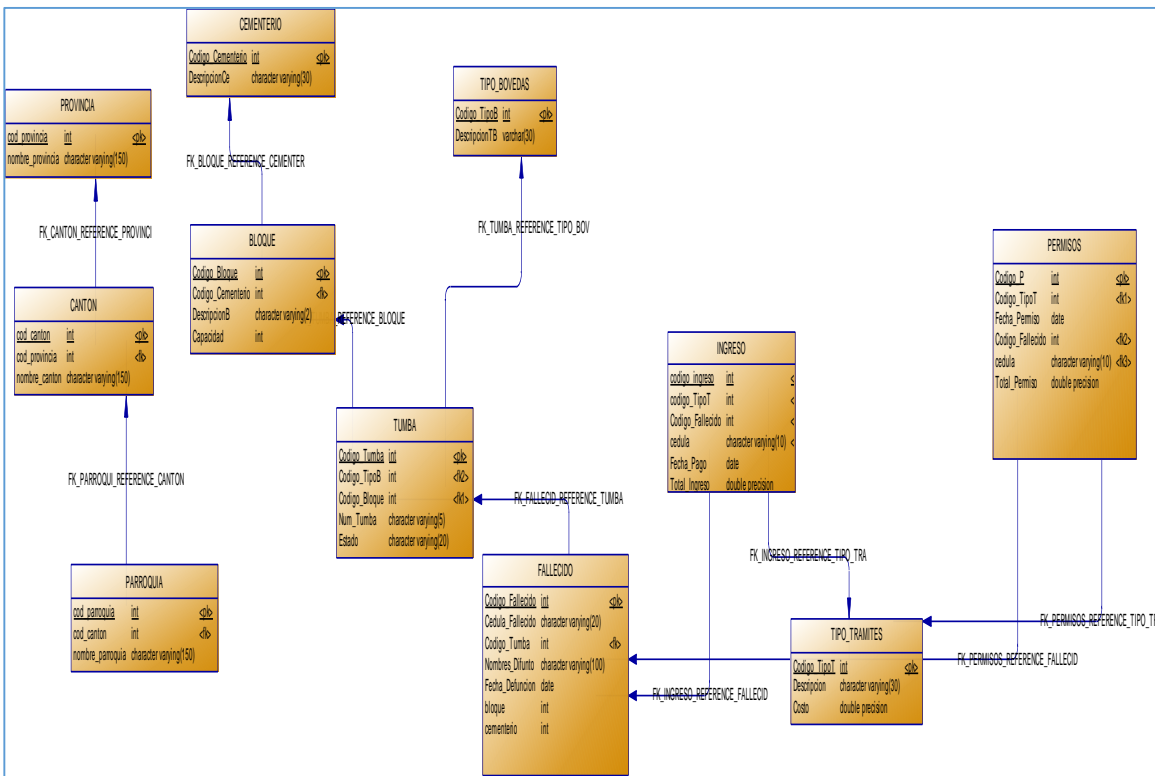 CEMENTERIO
Codigo_Cementerio int <pk>
DescripcionCe character varying(30)
TIPO_BOVEDAS
Codigo_TipoB int <pk>
DescripcionTB varchar(30)
PROVINCIA
cod_provincia int <pk>
nombre_provincia character varying(150)
FK_BLOQUE_REFERENCE_CEMENTER
FK_CANTON_REFERENCE_PROVINCI
FK_TUMBA_REFERENCE_TIPO_BOV
BLOQUE
Codigo_Bloque int <pk>
Codigo_Cementerio int <fk>
DescripcionB character varying(2)
Capacidad int
_REFERENCE_BLOQUE
PERMISOS
Codigo_P int <pk>
Codigo_TipoT int <fk1>
Fecha_Permiso date
Codigo_Fallecido int <fk2>
cedula character varying(10) <fk3>
Total_Permiso double precision
CANTON
cod_canton int <pk>
cod_provincia int <fk>
nombre_canton character varying(150)
INGRESO
codigo_ingreso int <
codigo_TipoT int <
Codigo_Fallecido int <
cedula character varying(10) <
Fecha_Pago date
Total_Ingreso double precision
TUMBA
Codigo_Tumba int <pk>
Codigo_TipoB int <fk2>
Codigo_Bloque int <fk1>
Num_Tumba character varying(5)
Estado character varying(20)
FK_PARROQUI_REFERENCE_CANTON
FK_FALLECID_REFERENCE_TUMBA
FK_INGRESO_REFERENCE_TIPO_TRA
PARROQUIA
cod_parroquia int <pk>
cod_canton int <fk>
nombre_parroquia character varying(150)
FALLECIDO
Codigo_Fallecido int <pk>
Cedula_Fallecido character varying(20)
Codigo_Tumba int <fk>
Nombres_Difunto character varying(100)
Fecha_Defuncion date
bloque int
cementerio int
FK_PERMISOS_REFERENCE_TIPO_TR
TIPO_TRAMITES
Codigo_TipoT int <pk>
Descripcion character varying(30)
Costo double precision
FK_PERMISOS_REFERENCE_FALLECID
FK_INGRESO_REFERENCE_FALLECID